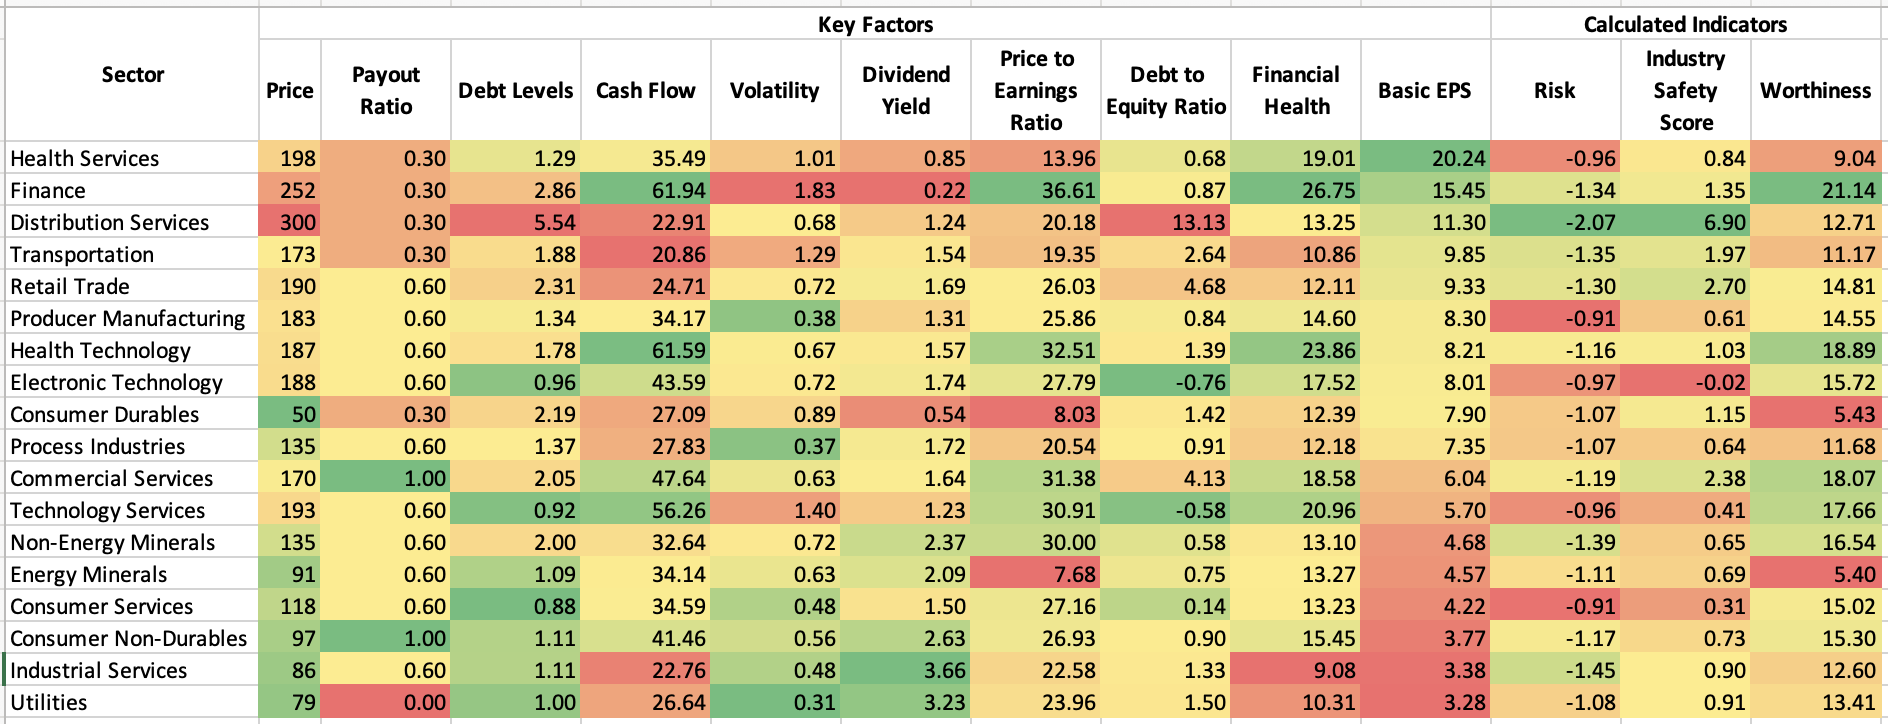 Key Factors Calculated Indicators
Sector Price Payout Ratio Debt Levels Cash Flow Volatility Dividend Yield Price to Earnings Ratio Debt to Equity Ratio Financial Health Basic EPS Risk Industry Safety Score Worthiness
Health Services 198 0.30 1.29 35.49 1.01 0.85 13.96 0.68 19.01 20.24 -0.96 0.84 9.04
Finance 252 0.30 2.86 61.94 1.83 0.22 36.61 0.87 26.75 15.45 -1.34 1.35 21.14
Distribution Services 300 0.30 5.54 22.91 0.68 1.24 20.18 13.13 13.25 11.30 -2.07 6.90 12.71
Transportation 173 0.30 1.88 20.86 1.29 1.54 19.35 2.64 10.86 9.85 -1.35 1.97 11.17
Retail Trade 190 0.60 2.31 24.71 0.72 1.69 26.03 4.68 12.11 9.33 -1.30 2.70 14.81
Producer Manufacturing 183 0.60 1.34 34.17 0.38 1.31 25.86 0.84 14.60 8.30 -0.91 0.61 14.55
Health Technology 187 0.60 1.78 61.59 0.67 1.57 32.51 1.39 23.86 8.21 -1.16 1.03 18.89
Electronic Technology 188 0.60 0.96 43.59 0.72 1.74 27.79 -0.76 17.52 8.01 -0.97 -0.02 15.72
Consumer Durables 50 0.30 2.19 27.09 0.89 0.54 8.03 1.42 12.39 7.90 -1.07 1.15 5.43
Process Industries 135 0.60 1.37 27.83 0.37 1.72 20.54 0.91 12.18 7.35 -1.07 0.64 11.68
Commercial Services 170 1.00 2.05 47.64 0.63 1.64 31.38 4.13 18.58 6.04 -1.19 2.38 18.07
Technology Services 193 0.60 0.92 56.26 1.40 1.23 30.91 -0.58 20.96 5.70 -0.96 0.41 17.66
Non-Energy Minerals 135 0.60 2.00 32.64 0.72 2.37 30.00 0.58 13.10 4.68 -1.39 0.65 16.54
Energy Minerals 91 0.60 1.09 34.14 0.63 2.09 7.68 0.75 13.27 4.57 -1.11 0.69 5.40
Consumer Services 118 0.60 0.88 34.59 0.48 1.50 27.16 0.14 13.23 4.22 -0.91 0.31 15.02
Consumer Non-Durables 97 1.00 1.11 41.46 0.56 2.63 26.93 0.90 15.45 3.77 -1.17 0.73 15.30
Industrial Services 86 0.60 1.11 22.76 0.48 3.66 22.58 1.33 9.08 3.38 -1.45 0.90 12.60
Utilities 79 0.00 1.00 26.64 0.31 3.23 23.96 1.50 10.31 3.28 -1.08 0.91 13.41